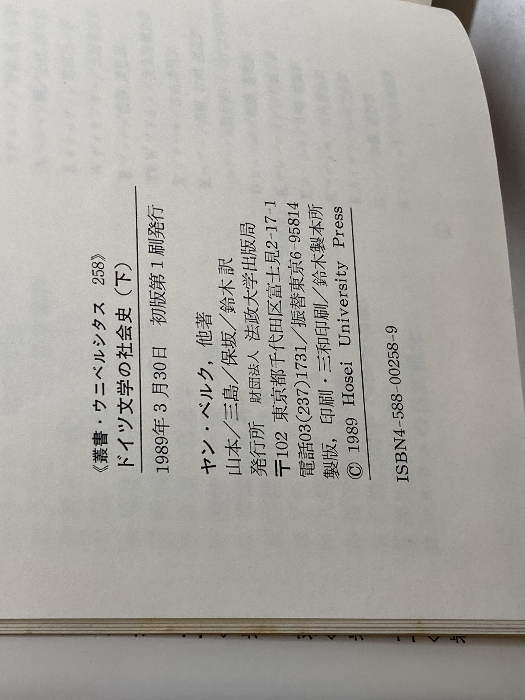 《叢書・ウニベルシタス 258》
ドイツ文学の社会史(下)
1989年3月30日 初版第1刷発行
ヤン・ベルク,他著
山本/三島/保坂/鈴木 訳
発行所 財団法人 法政大学出版局
〒102 東京都千代田区富士見2-17-1
電話03(237)1731/振替東京6-95814
製版,印刷・三和印刷/鈴木製本所
© 1989 Hosei University Press
ISBN4-588-00258-9